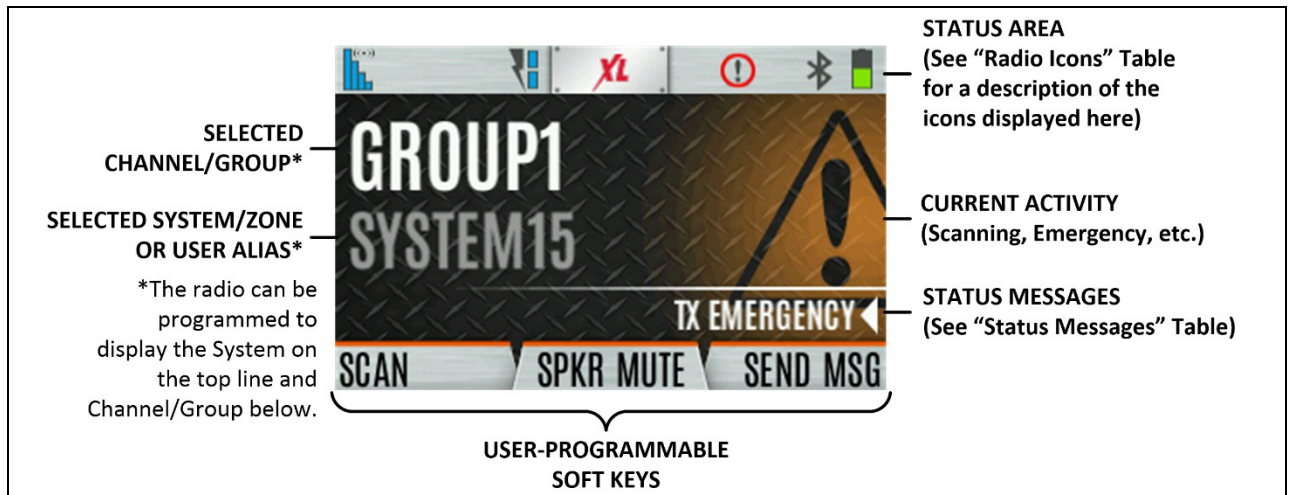 STATUS AREA
(See “Radio Icons” Table
for a description of the
icons displayed here)
XL
SELECTED
CHANNEL/GROUP*
GROUP1
SELECTED SYSTEM/ZONE
OR USER ALIAS*
SYSTEM15
CURRENT ACTIVITY
(Scanning, Emergency, etc.)
*The radio can be
programmed to
display the System on
the top line and
Channel/Group below.
TX EMERGENCY
STATUS MESSAGES
(See “Status Messages” Table)
SCAN SPKR MUTE SEND MSG
USER-PROGRAMMABLE
SOFT KEYS